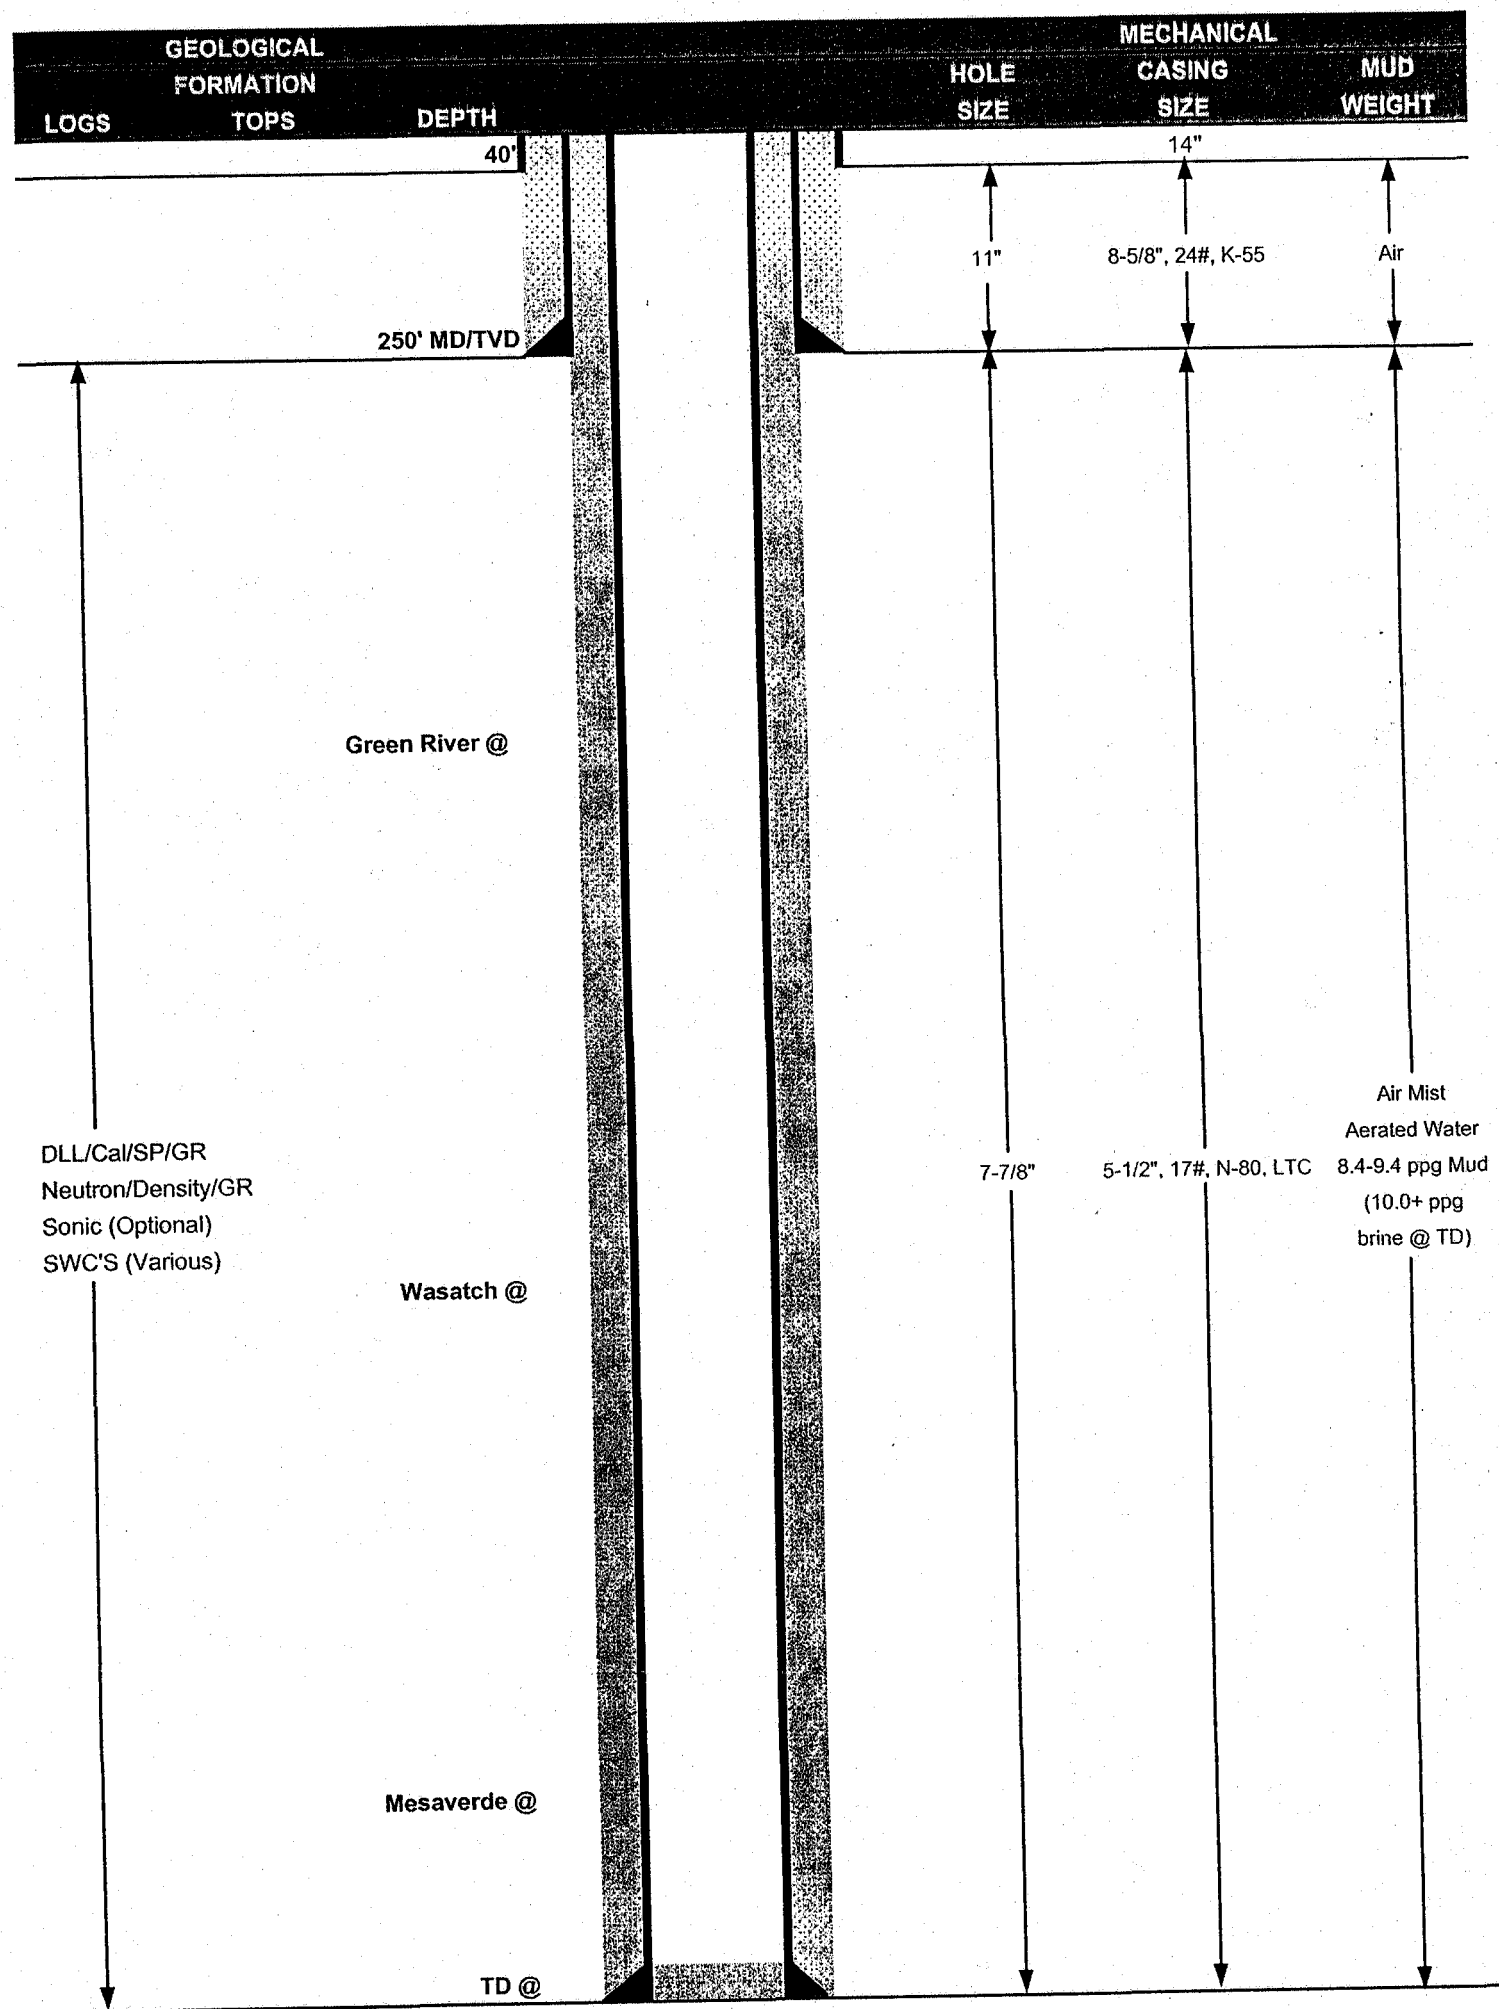 GEOLOGICAL
MECHANICAL
FORMATION
HOLE
CASING
MUD
LOGS
TOPS
DEPTH
SIZE
SIZE
WEIGHT
40'
14"
11"
8-5/8", 24#, K-55
Air
250' MD/TVD
Green River @
Air Mist
Aerated Water
DLL/Cal/SP/GR
7-7/8"
5-1/2", 17#, N-80, LTC
8.4-9.4 ppg Mud
Neutron/Density/GR
(10.0+ ppg
Sonic (Optional)
brine @ TD)
SWC'S (Various)
Wasatch @
Mesaverde @
TD @